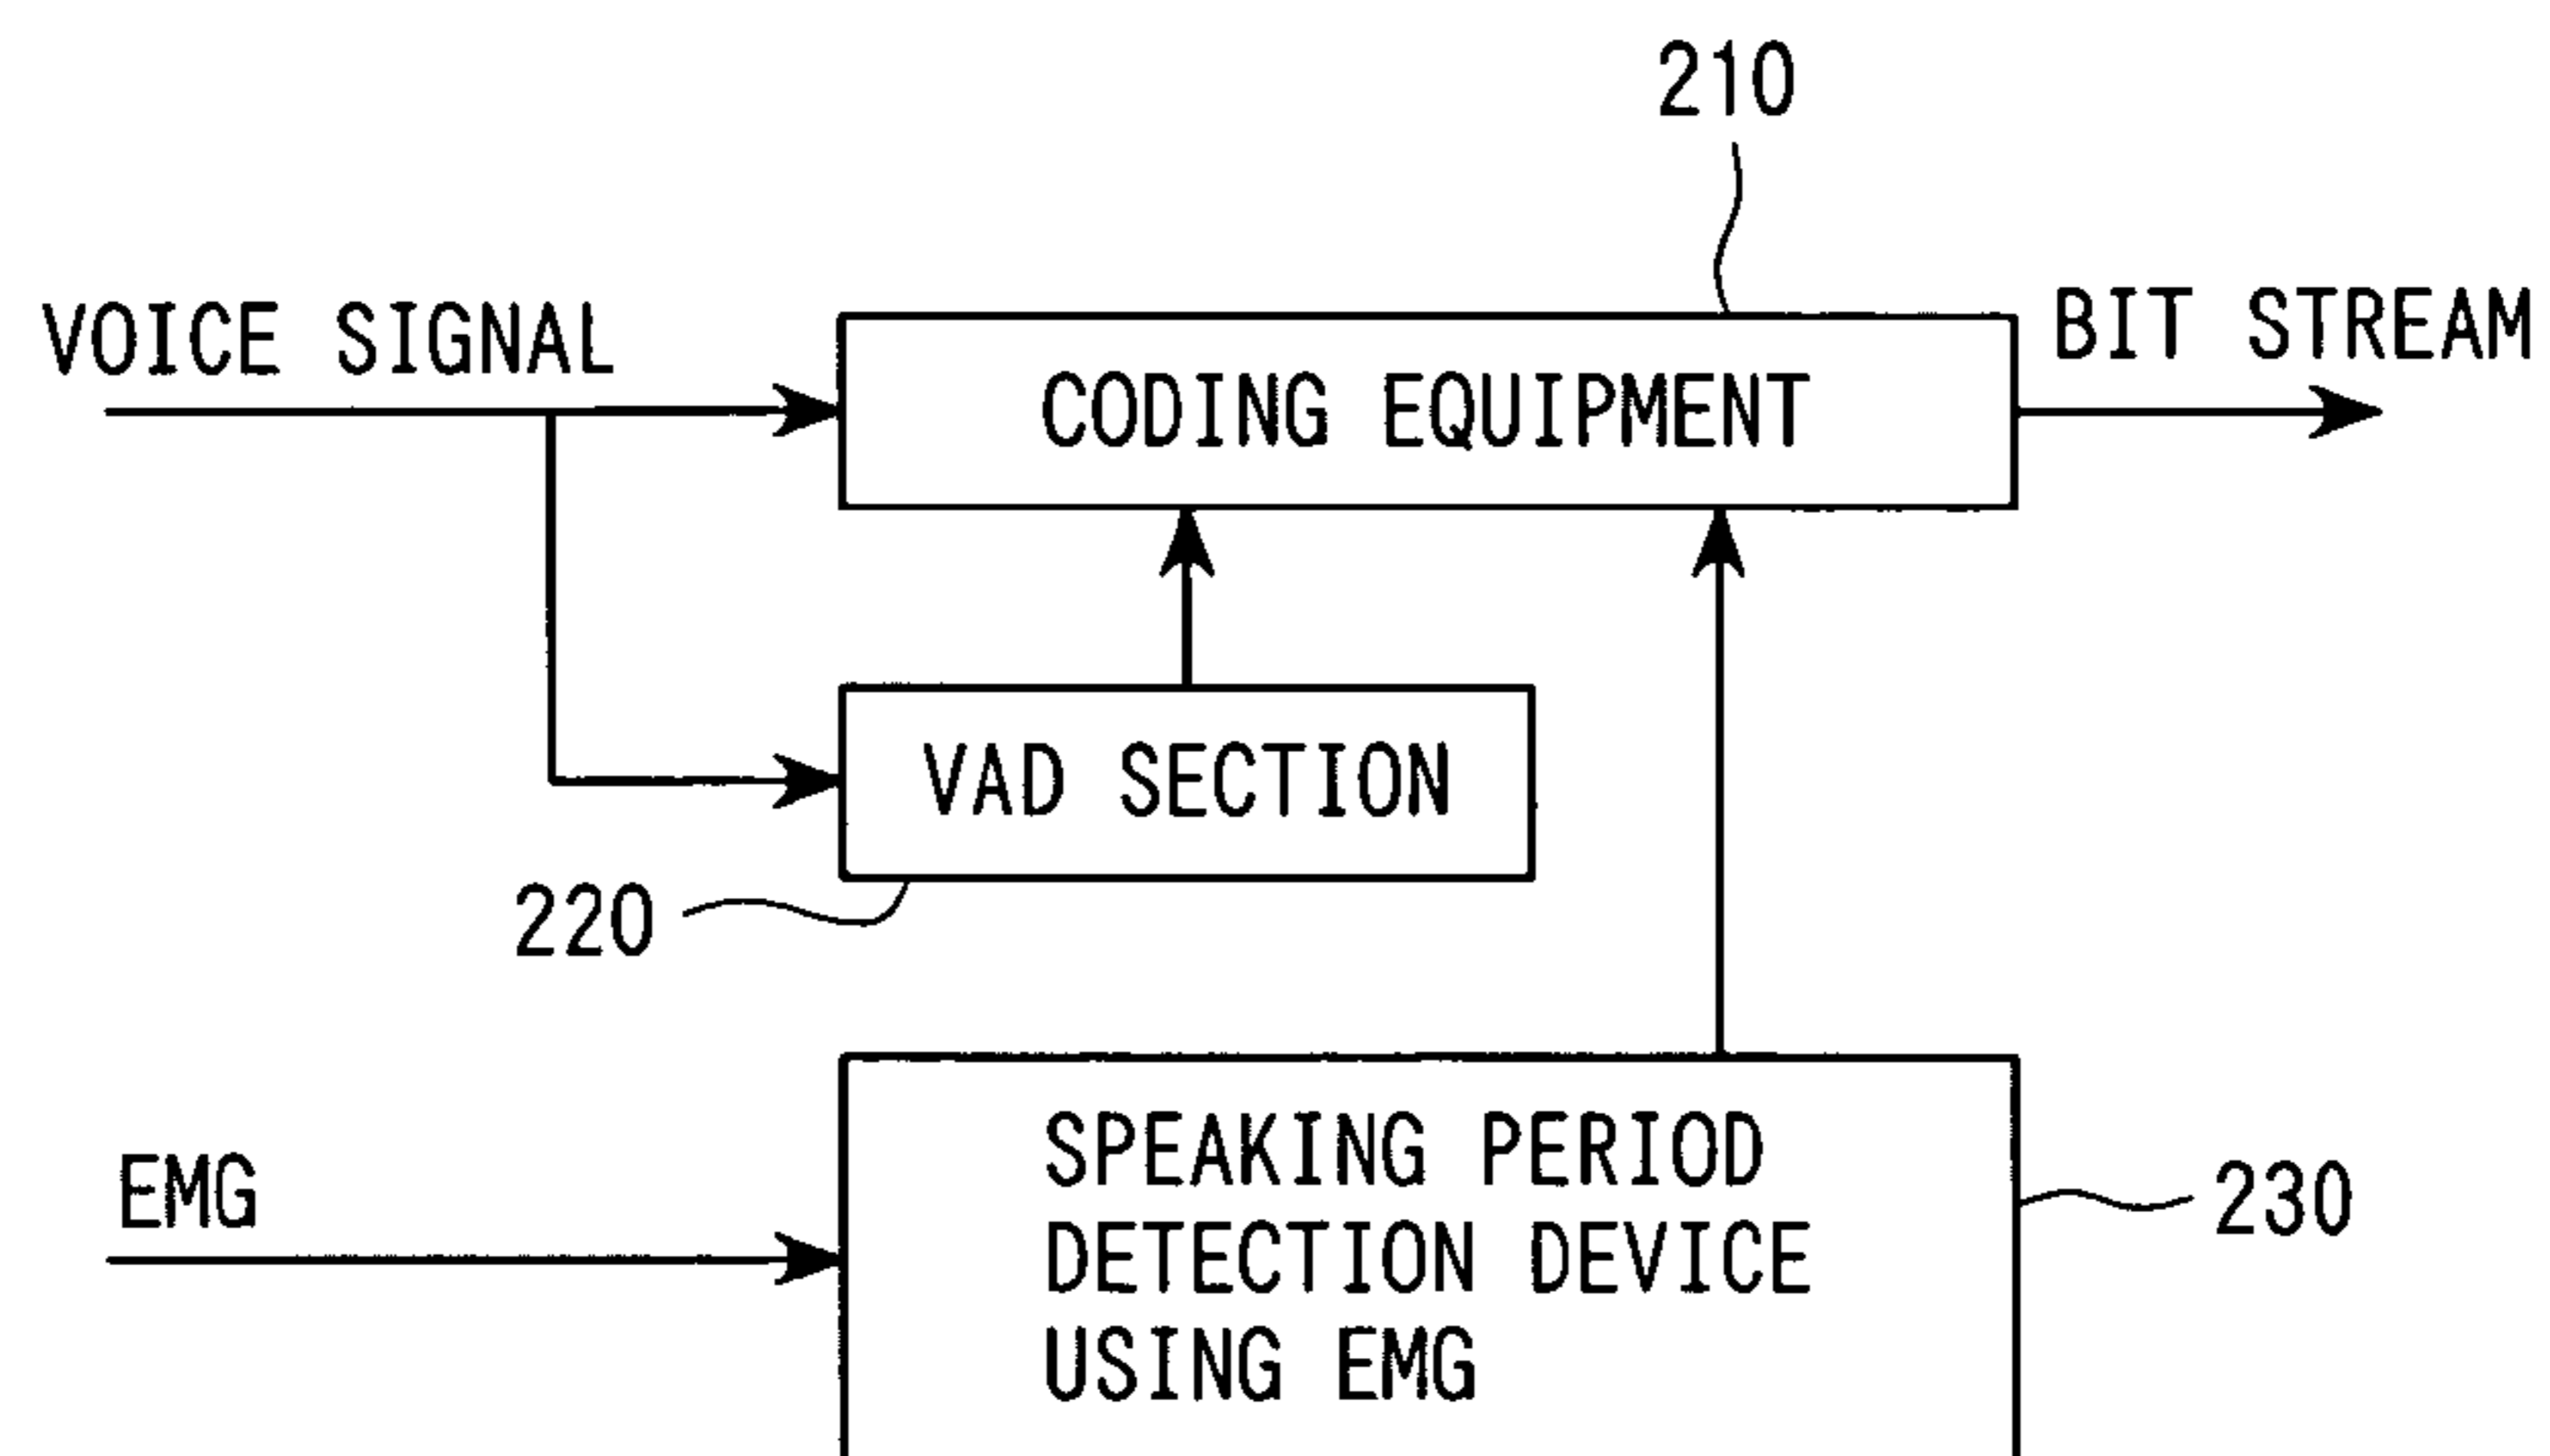 210
VOICE SIGNAL
BIT STREAM
CODING EQUIPMENT
VAD SECTION
220
SPEAKING PERIOD
DETECTION DEVICE
USING EMG
EMG
230